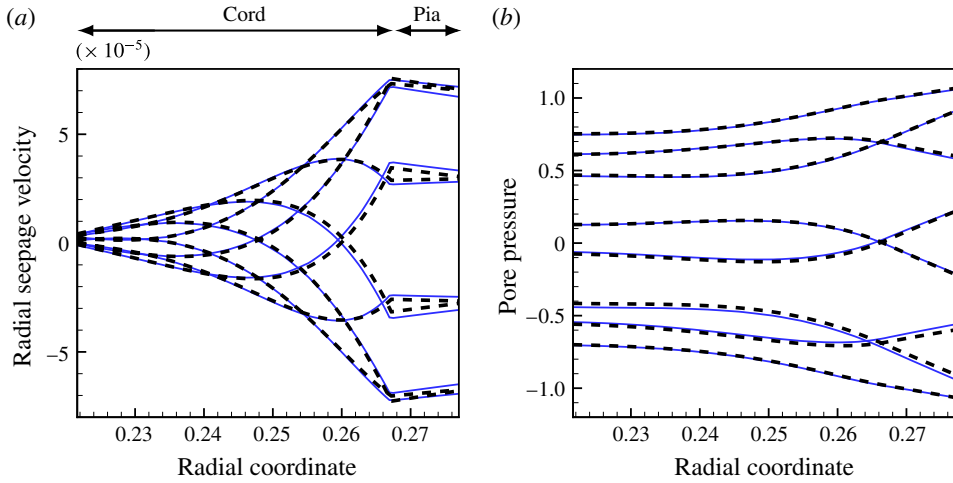 (a)
Cord
Pia
(× 10⁻⁵)
5
0
−5
Radial seepage velocity
0.23
0.24
0.25
0.26
0.27
Radial coordinate
(b)
1.0
0.5
0
−0.5
−1.0
Pore pressure
0.23
0.24
0.25
0.26
0.27
Radial coordinate